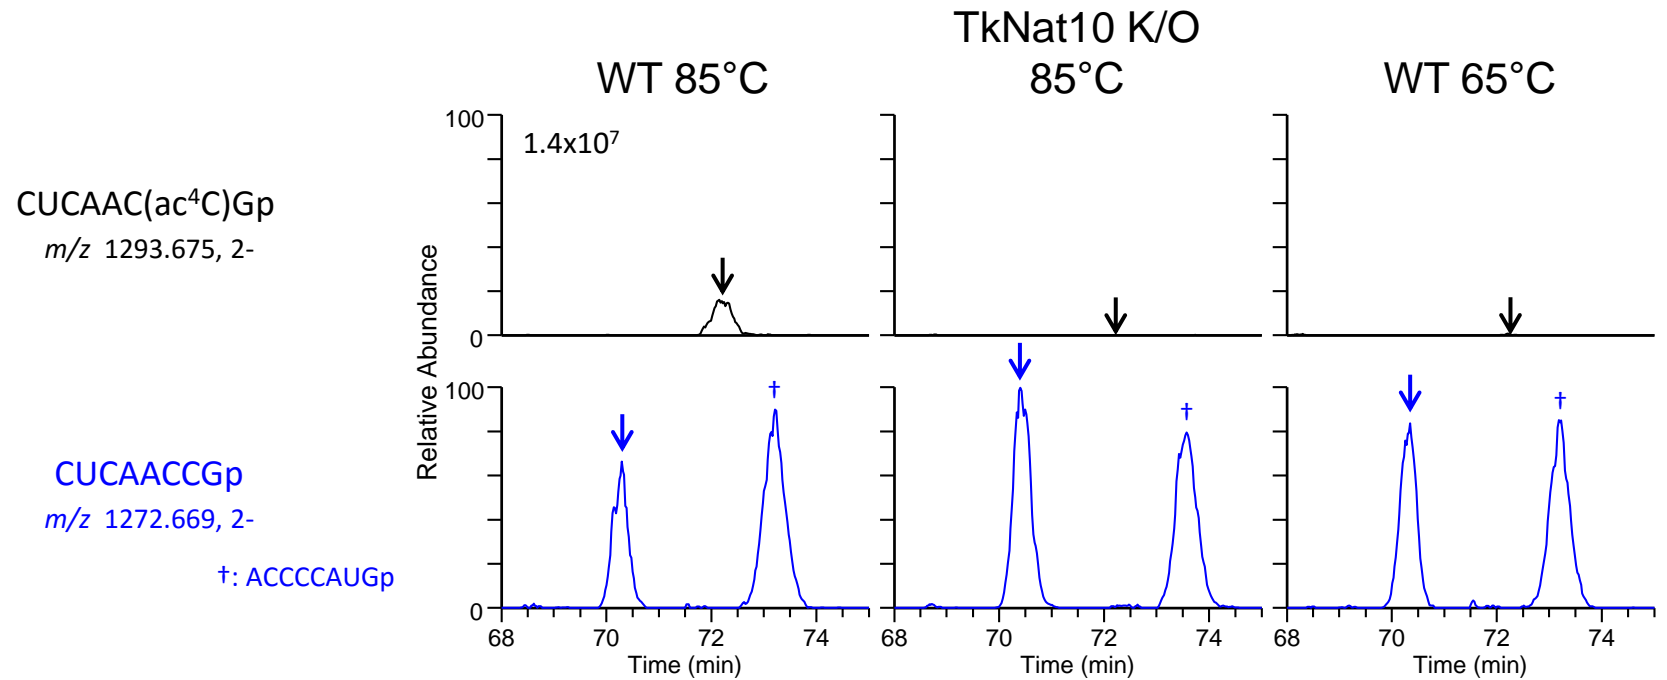 TkNat10 K/O
WT 85°C
85°C
WT 65°C
100
1.4x10⁷
CUCAAC(ac⁴C)Gp
m/z 1293.675, 2-
0
Relative Abundance
100
CUCAACCGp
m/z 1272.669, 2-
†: ACCCCAUGp
† † †
0
68 70 72 74 68 70 72 74 68 70 72 74
Time (min) Time (min) Time (min)